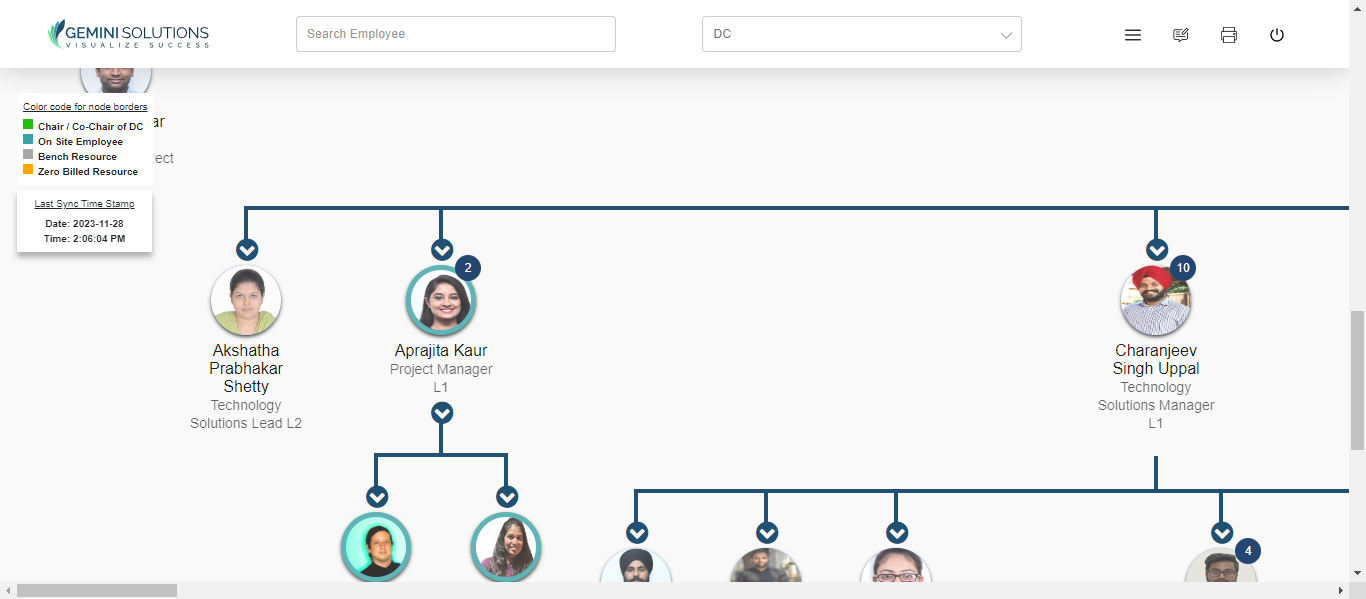 GEMINI SOLUTIONS
VISUALIZE SUCCESS
Search Employee
DC
Color code for node borders
Chair / Co-Chair of DC
On Site Employee
Bench Resource
Zero Billed Resource
ar
ect
Last Sync Time Stamp
Date: 2023-11-28
Time: 2:06:04 PM
2
10
Akshatha
Prabhakar
Shetty
Technology
Solutions Lead L2
Aprajita Kaur
Project Manager
L1
Charanjeev
Singh Uppal
Technology
Solutions Manager
L1
4